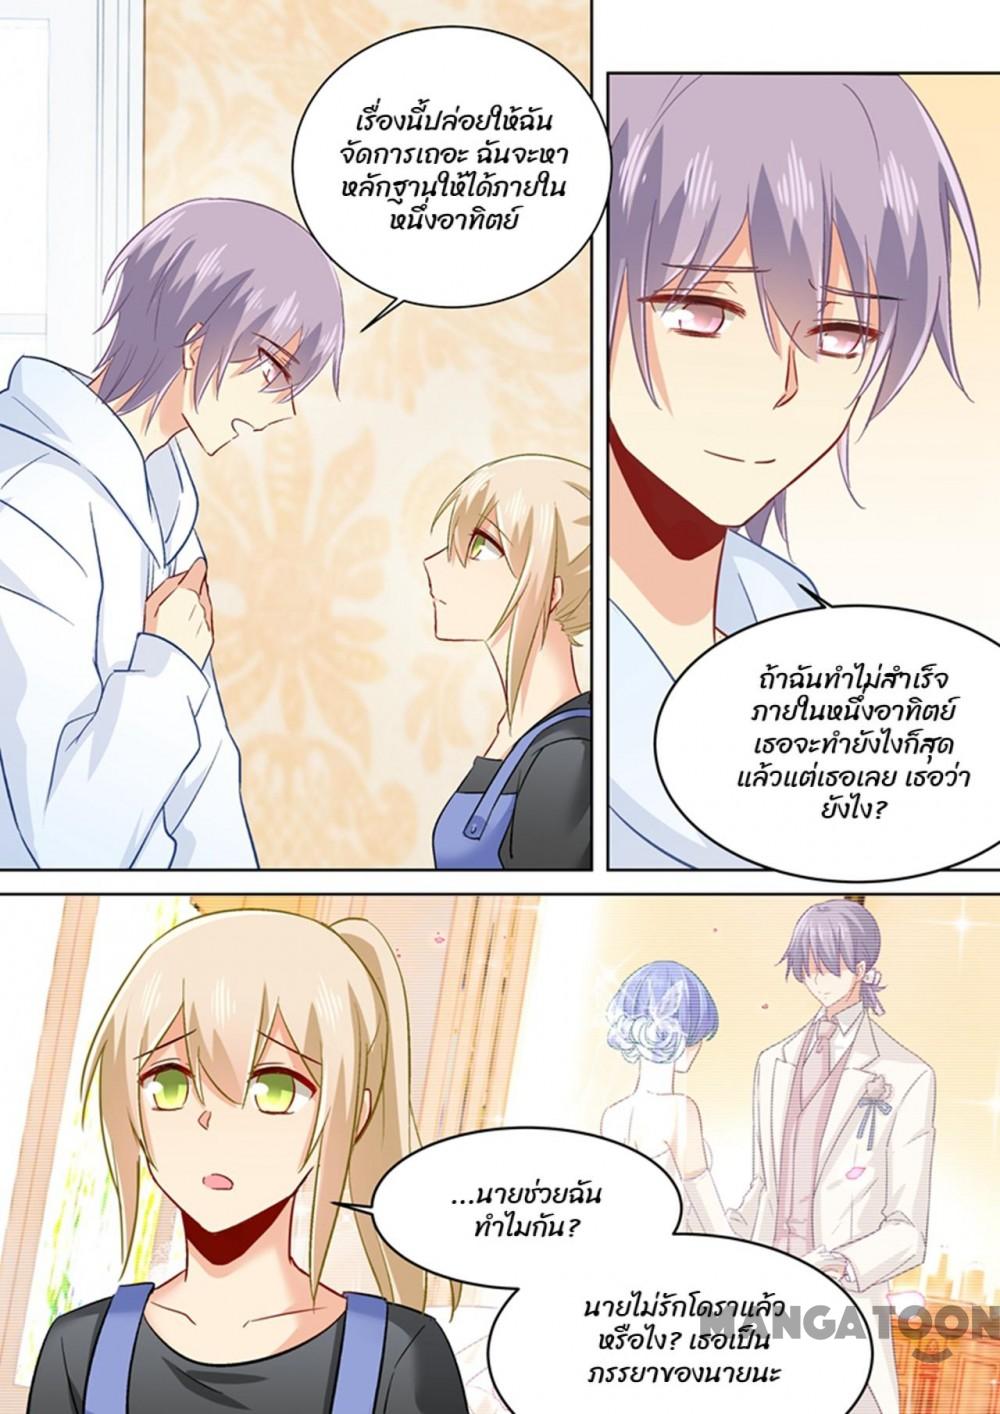 เรื่องนี้ปล่อยให้ฉัน
จัดการเถอะ ฉันจะหา
หลักฐานให้ได้ภายใน
หนึ่งอาทิตย์
ถ้าฉันทำไม่สำเร็จ
ภายในหนึ่งอาทิตย์
เธอจะทำยังไงก็สุด
แล้วแต่เธอเลย เธอว่า
ยังไง?
...นายช่วยฉัน
ทำไมกัน?
นายไม่รักโดราแล้ว
หรือไง? เธอเป็น
ภรรยาของนายนะ
MANGATOON